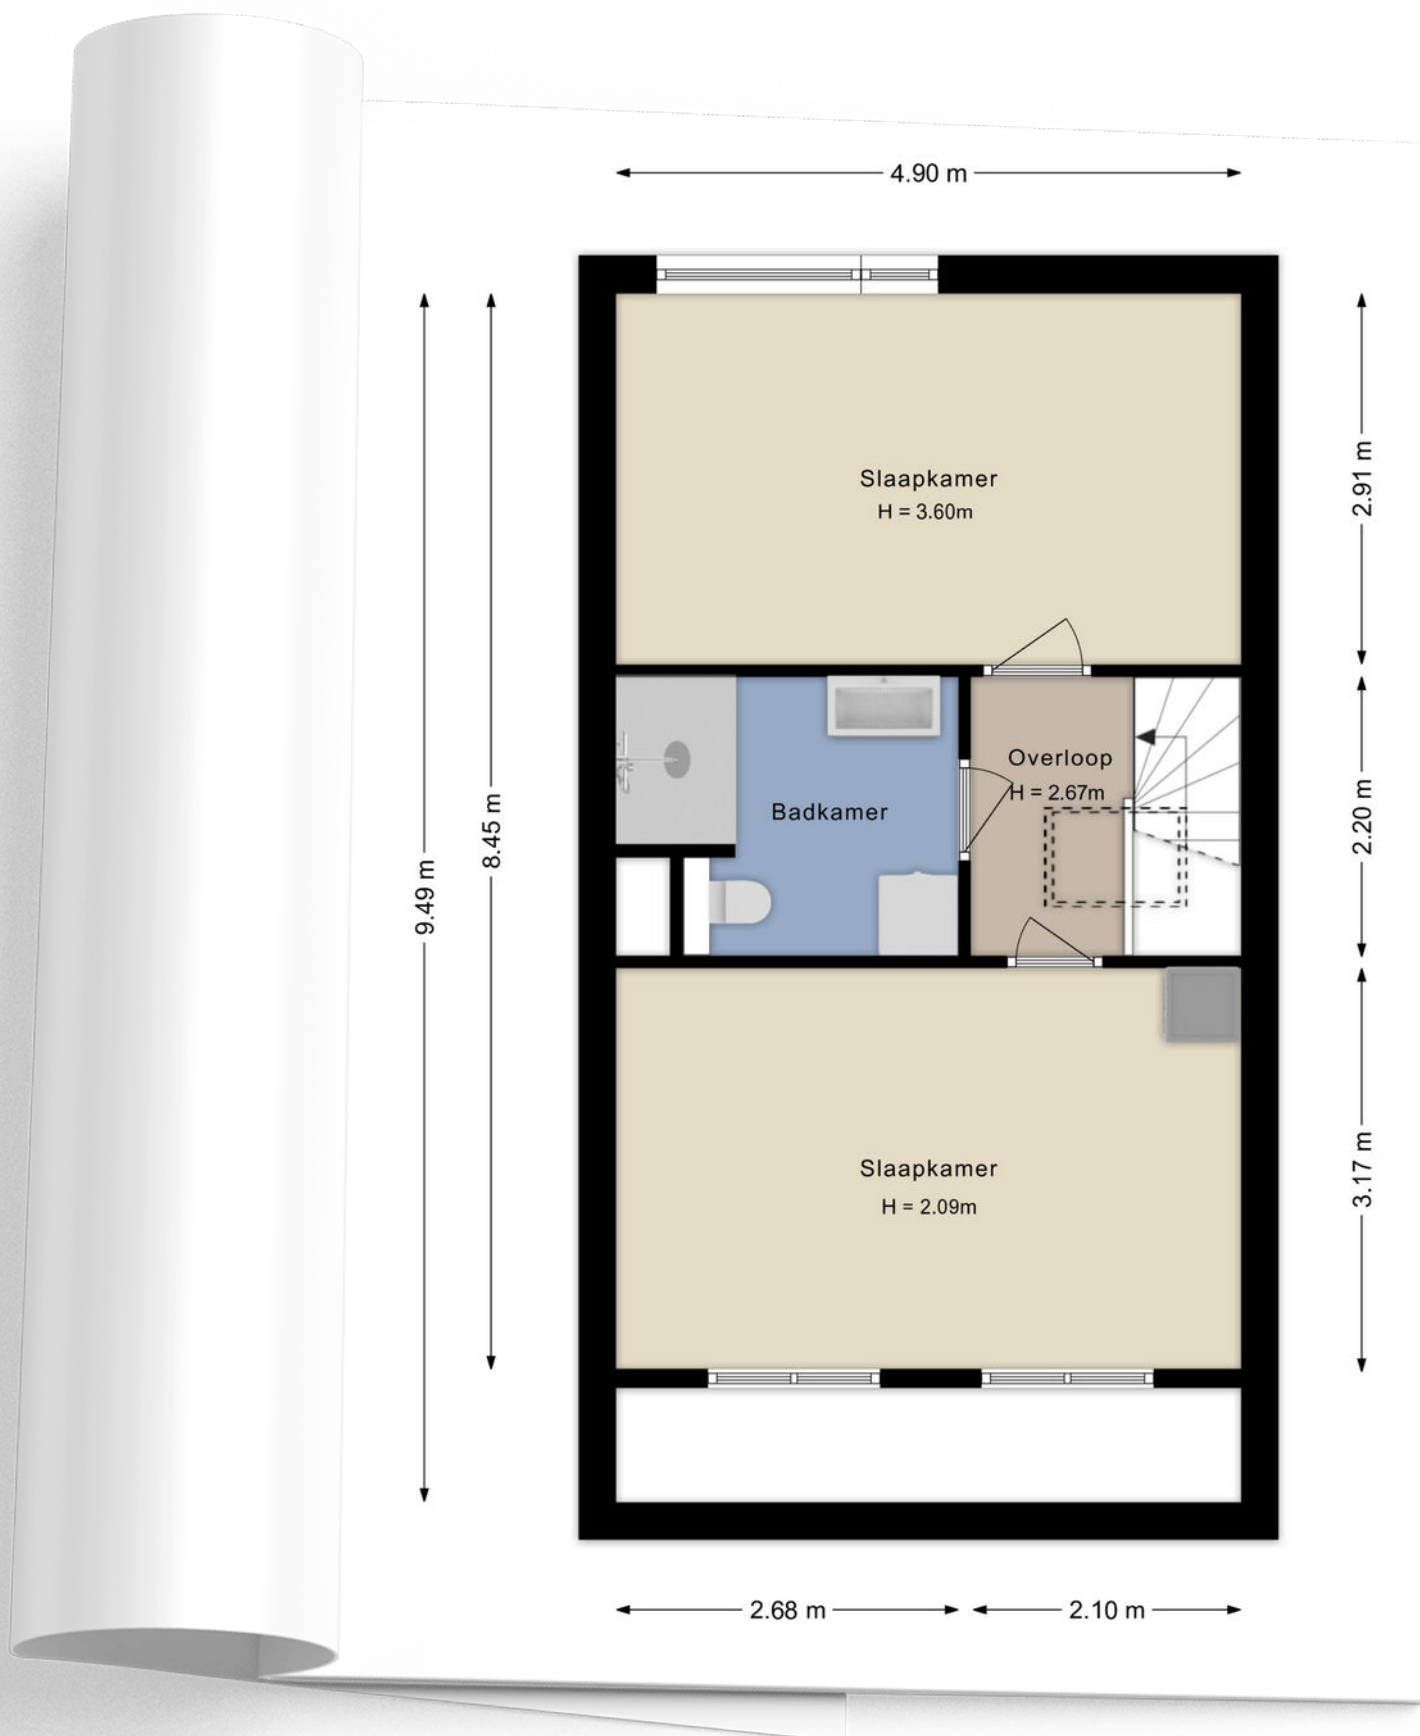 4.90 m
Slaapkamer
H = 3.60m
2.91 m
Overloop
H = 2.67m
Badkamer
2.20 m
8.45 m
9.49 m
Slaapkamer
H = 2.09m
3.17 m
2.68 m
2.10 m